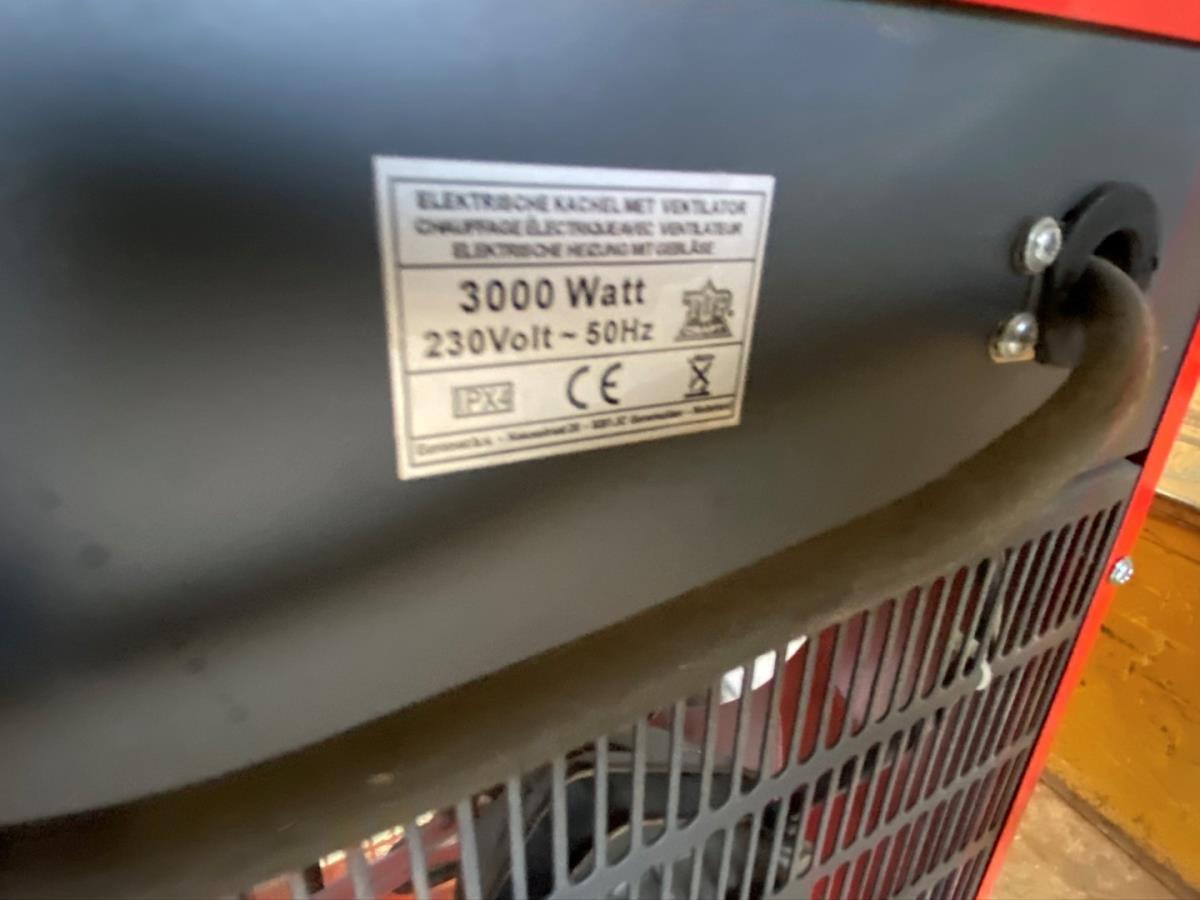 ELEKTRISCHE KACHEL MET VENTILATOR
CHAUFFAGE ÉLECTRIQUE AVEC VENTILATEUR
ELEKTRISCHE HEIZUNG MIT GEBLÄSE
3000 Watt
230Volt ~ 50Hz
IPX4
CE